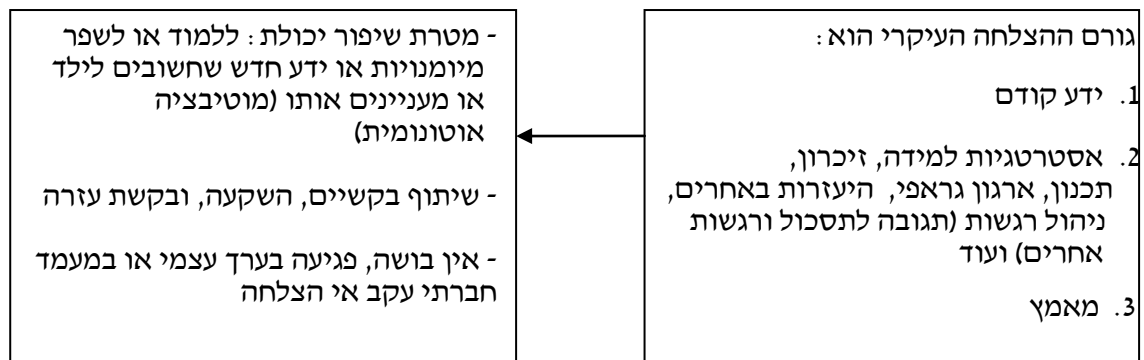 גורם ההצלחה העיקרי הוא:
1. ידע קודם
2. אסטרטגיות למידה, זיכרון,
תכנון, ארגון גראפי, היעזרות באחרים,
ניהול רגשות (תגובה לתסכול ורגשות
אחרים) ועוד
3. מאמץ
- מטרת שיפור יכולת: ללמוד או לשפר
מיומנויות או ידע חדש שחשובים לילד
או מעניינים אותו (מוטיבציה
אוטונומית)
- שיתוף בקשיים, השקעה, ובקשת עזרה
- אין בושה, פגיעה בערך עצמי או במעמד
חברתי עקב אי הצלחה